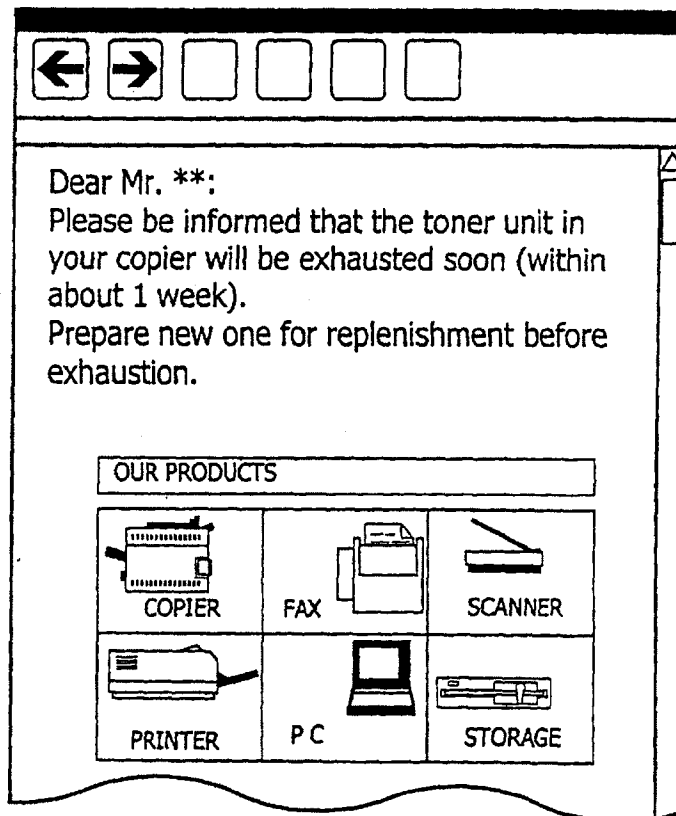 Dear Mr. **:
Please be informed that the toner unit in
your copier will be exhausted soon (within
about 1 week).
Prepare new one for replenishment before
exhaustion.
OUR PRODUCTS
COPIER
FAX
SCANNER
PRINTER
PC
STORAGE